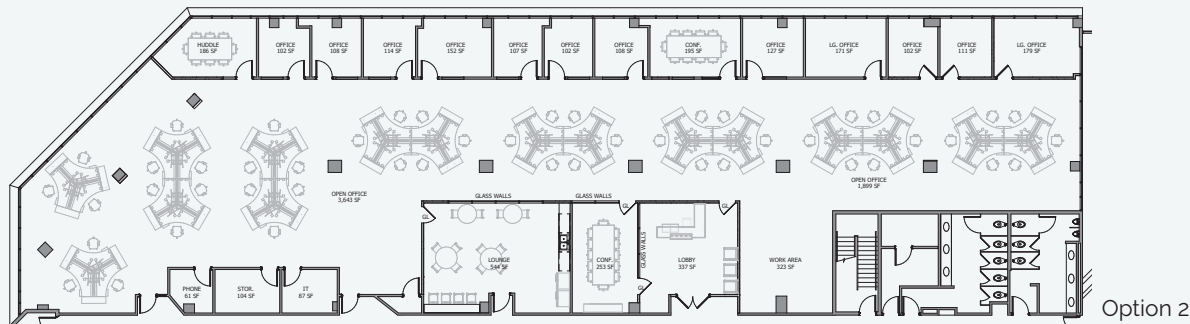 HUDDLE
186 SF
OFFICE
102 SF
OFFICE
108 SF
OFFICE
114 SF
OFFICE
152 SF
OFFICE
107 SF
OFFICE
102 SF
OFFICE
108 SF
CONF.
195 SF
OFFICE
127 SF
LG. OFFICE
171 SF
OFFICE
102 SF
OFFICE
111 SF
LG. OFFICE
179 SF
OPEN OFFICE
3,643 SF
OPEN OFFICE
1,899 SF
GLASS WALLS
GLASS WALLS
GL
GL
GL
GLASS WALLS
GL
LOUNGE
544 SF
CONF.
253 SF
LOBBY
337 SF
WORK AREA
323 SF
PHONE
61 SF
STOR.
104 SF
IT
87 SF
Option 2